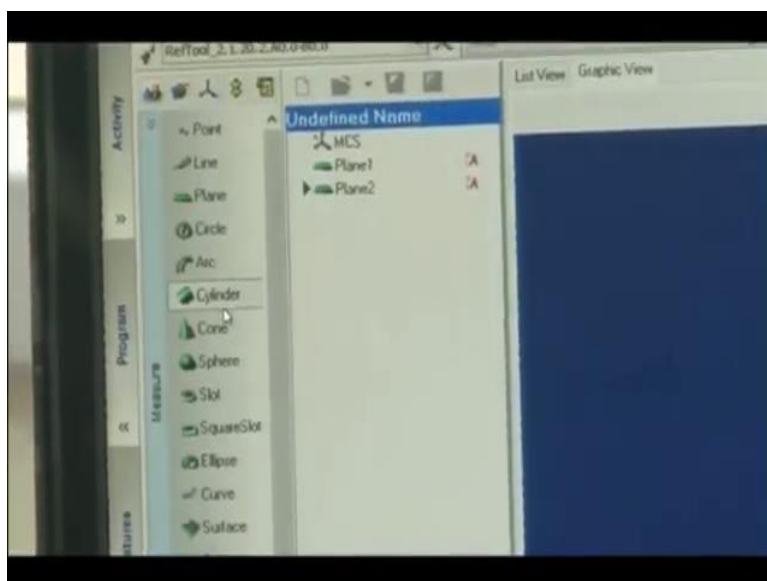 RefTool_2.1.20.2.A0.0-B0.0
List View Graphic View
Activity
Program
Measure
Point
Line
Plane
Circle
Arc
Cylinder
Cone
Sphere
Slot
SquareSlot
Ellipse
Curve
Surface
Undefined Name
MCS
Plane1
Plane2